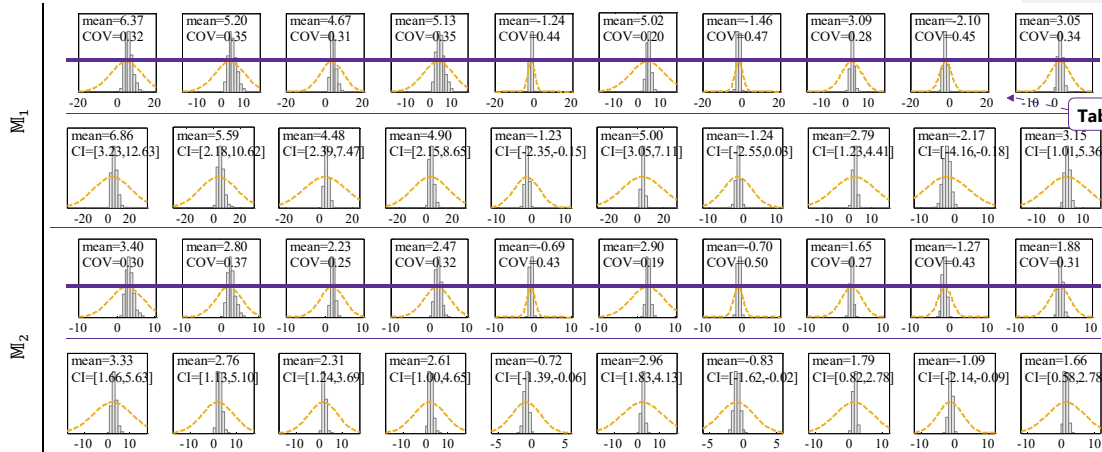 mean=6.37 mean=5.20 mean=4.67 mean=5.13 mean=-1.24 mean=5.02 mean=-1.46 mean=3.09 mean=-2.10 mean=3.05
COV=0.32 COV=0.35 COV=0.31 COV=0.35 COV=0.44 COV=0.20 COV=0.47 COV=0.28 COV=0.45 COV=0.34
-20 0 20 -10 0 10 -20 0 20 -10 0 10 -10 0 10 -10 0 10 -10 0 10 -10 0 10 -20 0 20 -10 0
𝕄1
Tab
mean=6.86 mean=5.59 mean=4.48 mean=4.90 mean=-1.23 mean=5.00 mean=-1.24 mean=2.79 mean=-2.17 mean=3.15
CI=[3.23,12.63] CI=[2.18,10.62] CI=[2.39,7.47] CI=[2.15,8.65] CI=[-2.35,-0.15] CI=[3.05,7.11] CI=[-2.55,0.03] CI=[1.23,4.41] CI=[-4.16,-0.18] CI=[1.01,5.36
-20 0 20 -20 0 20 -20 0 20 -20 0 20 -10 0 10 -20 0 20 -10 0 10 -10 0 10 -10 0 10 -10 0 10
mean=3.40 mean=2.80 mean=2.23 mean=2.47 mean=-0.69 mean=2.90 mean=-0.70 mean=1.65 mean=-1.27 mean=1.88
COV=0.30 COV=0.37 COV=0.25 COV=0.32 COV=0.43 COV=0.19 COV=0.50 COV=0.27 COV=0.43 COV=0.31
-10 0 10 -10 0 10 -10 0 10 -10 0 10 -10 0 10 -10 0 10 -10 0 10 -10 0 10 -10 0 10 -10 0 10
𝕄2
mean=3.33 mean=2.76 mean=2.31 mean=2.61 mean=-0.72 mean=2.96 mean=-0.83 mean=1.79 mean=-1.09 mean=1.66
CI=[1.66,5.63] CI=[1.13,5.10] CI=[1.24,3.69] CI=[1.00,4.65] CI=[-1.39,-0.06] CI=[1.83,4.13] CI=[-1.62,-0.02] CI=[0.82,2.78] CI=[-2.14,-0.09] CI=[0.58,2.78
-10 0 10 -10 0 10 -10 0 10 -10 0 10 -5 0 5 -10 0 10 -5 0 5 -10 0 10 -10 0 10 -10 0 10